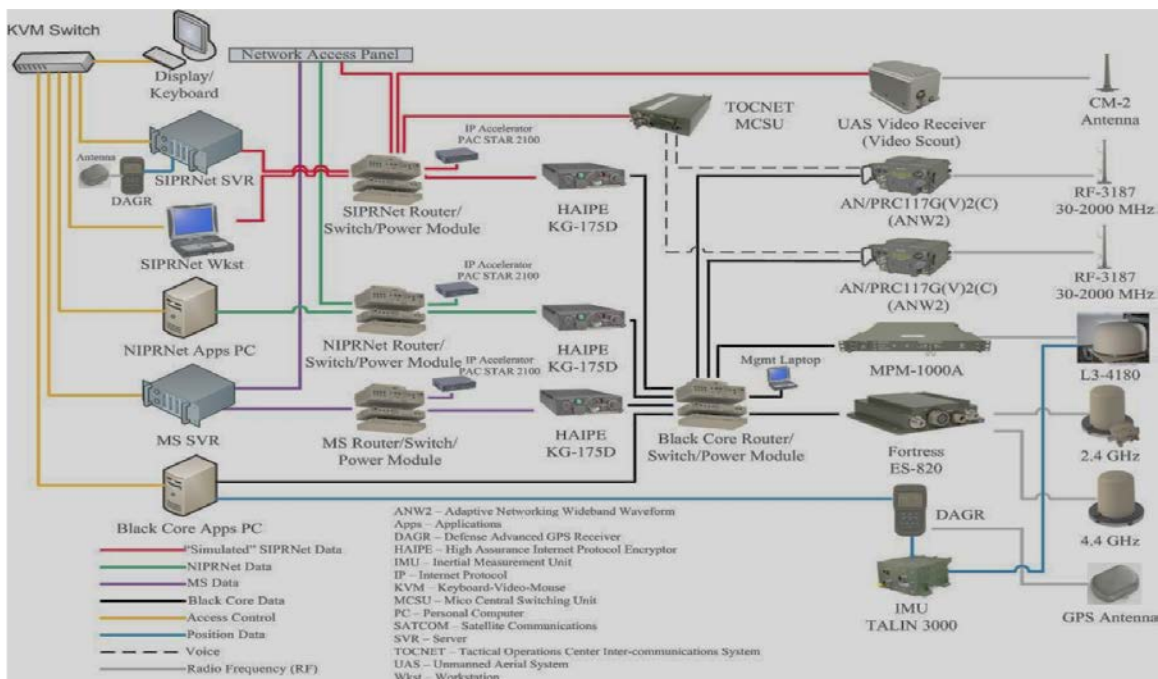 KVM Switch
Display/
Keyboard
Network Access Panel
Antenna
DAGR
SIPRNet SVR
SIPRNet Wkst
NIPRNet Apps PC
MS SVR
Black Core Apps PC
IP Accelerator
PAC STAR 2100
SIPRNet Router/
Switch/Power Module
HAIPE
KG-175D
IP Accelerator
PAC STAR 2100
NIPRNet Router/
Switch/Power Module
HAIPE
KG-175D
IP Accelerator
PAC STAR 2100
MS Router/Switch/
Power Module
HAIPE
KG-175D
TOCNET
MCSU
Mgmt Laptop
Black Core Router/
Switch/Power Module
UAS Video Receiver
(Video Scout)
CM-2
Antenna
AN/PRC117G(V)2(C)
(ANW2)
RF-3187
30-2000 MHz
AN/PRC117G(V)2(C)
(ANW2)
RF-3187
30-2000 MHz
MPM-1000A
L3-4180
Fortress
ES-820
2.4 GHz
4.4 GHz
DAGR
IMU
TALIN 3000
GPS Antenna
"Simulated" SIPRNet Data
NIPRNet Data
MS Data
Black Core Data
Access Control
Position Data
Voice
Radio Frequency (RF)
ANW2 – Adaptive Networking Wideband Waveform
Apps – Applications
DAGR – Defense Advanced GPS Receiver
HAIPE – High Assurance Internet Protocol Encryptor
IMU – Inertial Measurement Unit
IP – Internet Protocol
KVM – Keyboard-Video-Mouse
MCSU – Mico Central Switching Unit
PC – Personal Computer
SATCOM – Satellite Communications
SVR – Server
TOCNET – Tactical Operations Center Inter-communications System
UAS – Unmanned Aerial System
Wkst – Workstation